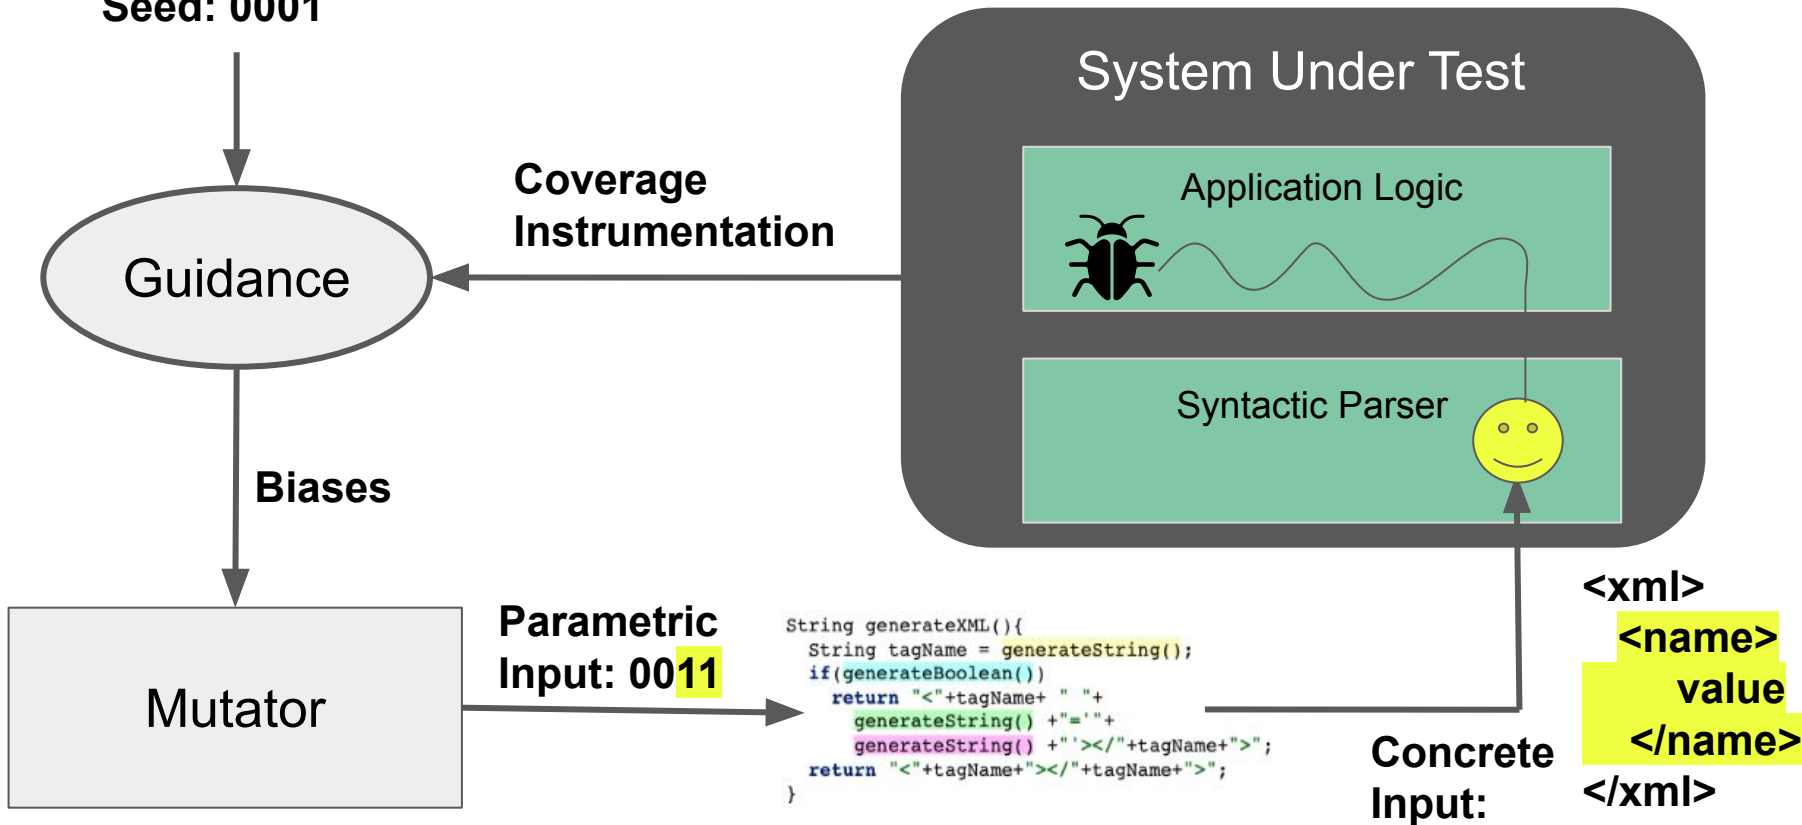 Seed: 0001
System Under Test
Application Logic
Coverage
Instrumentation
Guidance
Syntactic Parser
Biases
Mutator
Parametric
Input: 0011
String generateXML(){
  String tagName = generateString();
  if(generateBoolean())
    return "<"+tagName+ " "+
      generateString() +"='"+
      generateString() +"'></"+tagName+">";
  return "<"+tagName+"></"+tagName+">";
}
Concrete
Input:
<xml>
<name>
value
</name>
</xml>